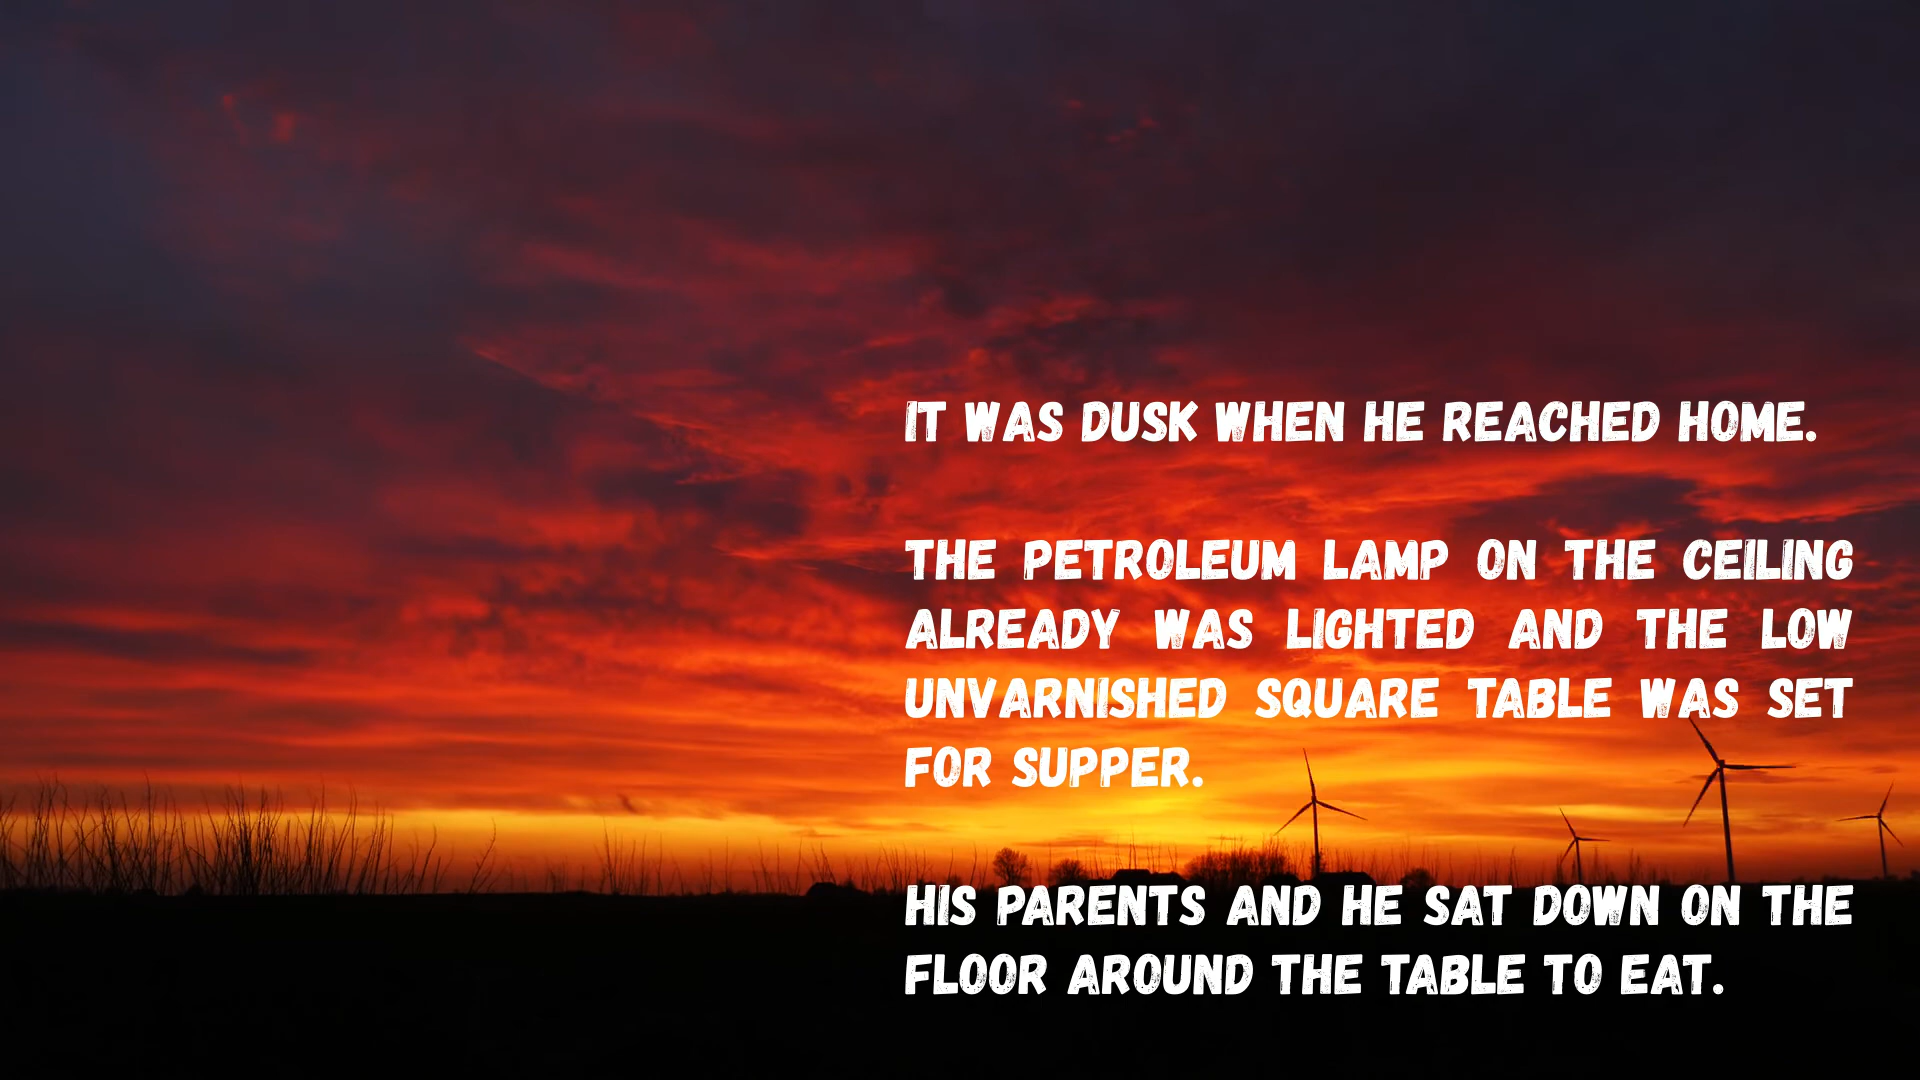 IT WAS DUSK WHEN HE REACHED HOME.
THE PETROLEUM LAMP ON THE CEILING
ALREADY WAS LIGHTED AND THE LOW
UNVARNISHED SQUARE TABLE WAS SET
FOR SUPPER.
HIS PARENTS AND HE SAT DOWN ON THE
FLOOR AROUND THE TABLE TO EAT.